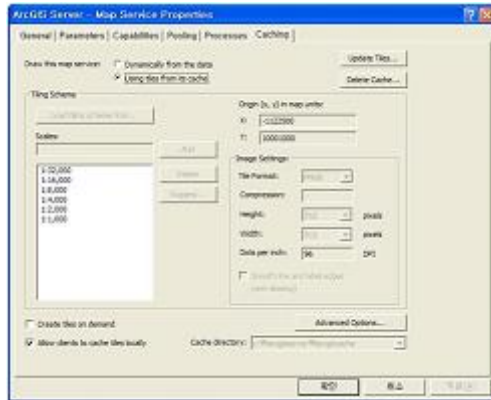 ArcGIS Server - Map Service Properties
General | Parameters | Capabilities | Pooling | Processes | Caching
Draw this map service:
Dynamically from the data
Using tiles from its cache
Update Tiles...
Delete Cache...
Tiling Scheme
Scales:
1:32,000
1:16,000
1:8,000
1:4,000
1:2,000
1:1,000
Origin (x, y) in map units:
X:
Y:
Image Settings:
Tile Format:
Compression:
Height:
pixels
Width:
pixels
Dots per inch:
96
DPI
Create tiles on demand
Allow clients to cache tiles locally
Advanced Options...
Cache directory:
확인
취소